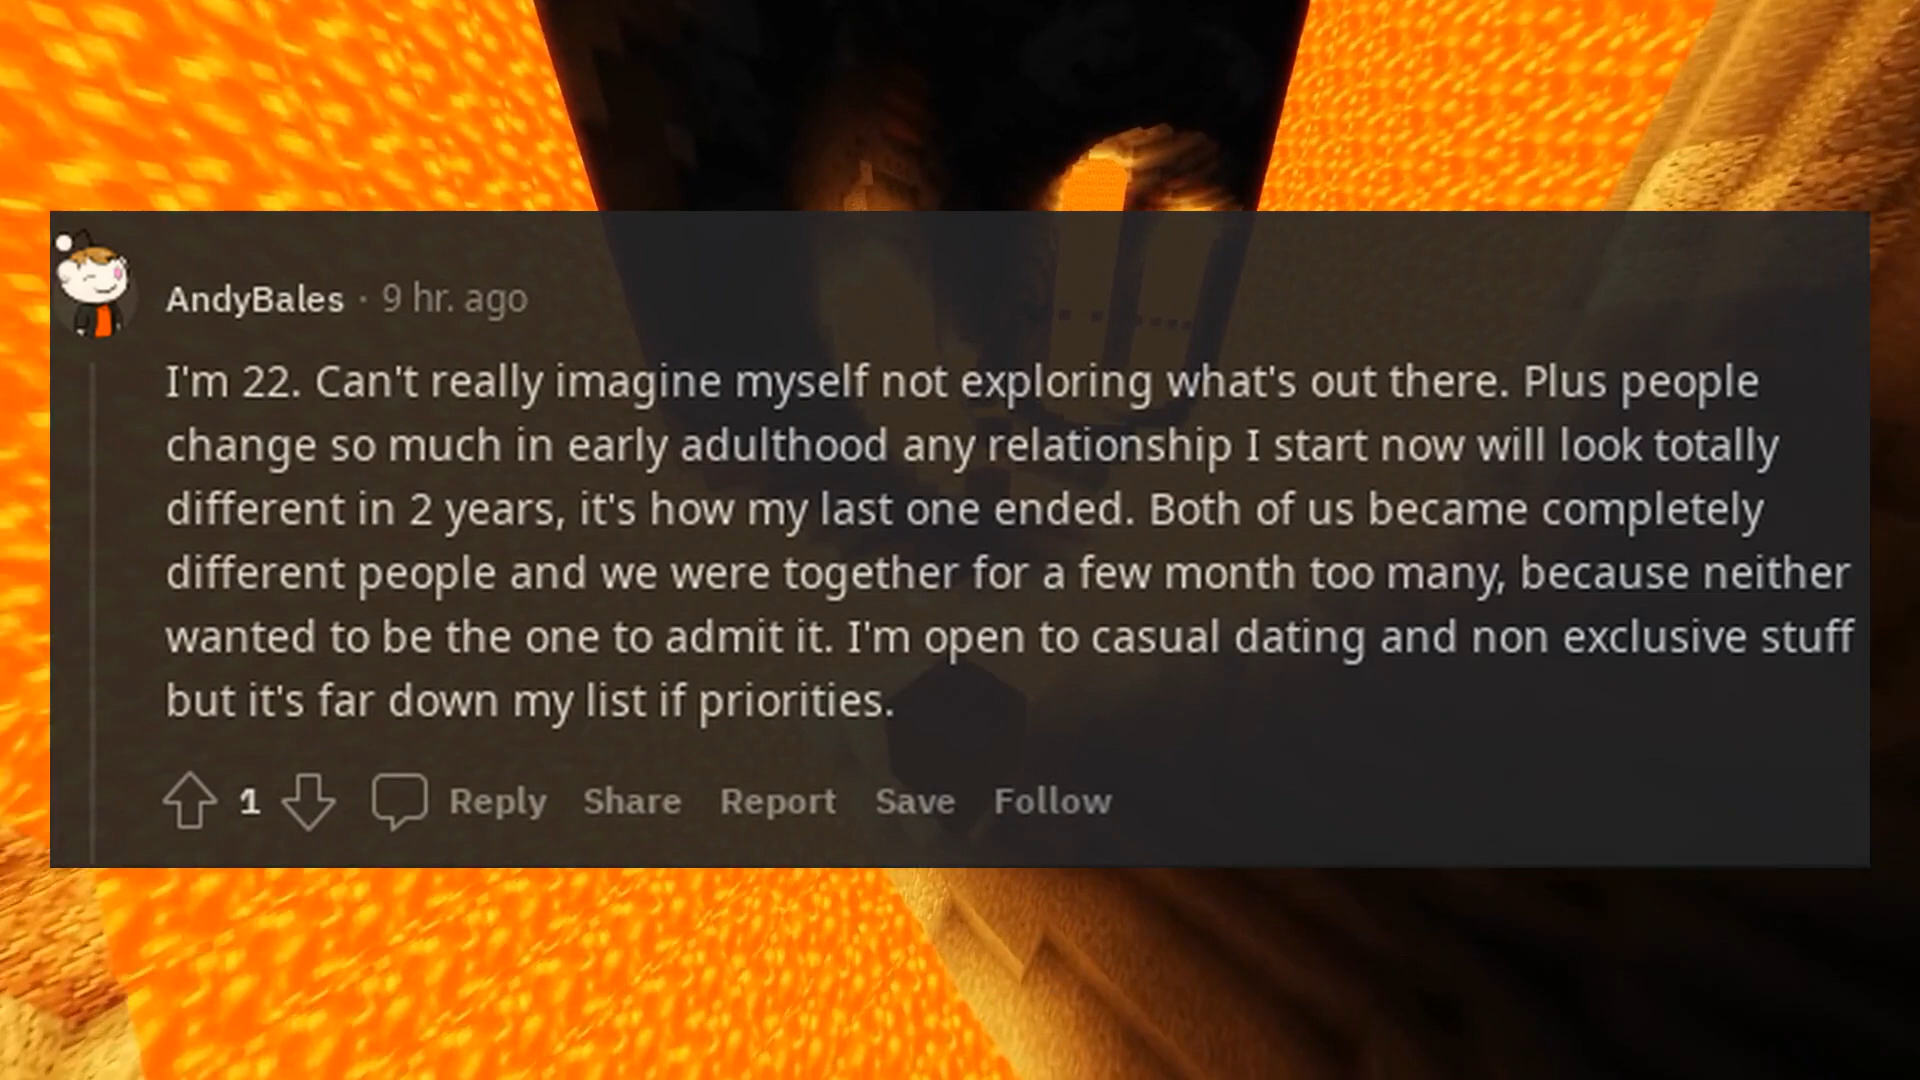 AndyBales · 9 hr. ago
I'm 22. Can't really imagine myself not exploring what's out there. Plus people
change so much in early adulthood any relationship I start now will look totally
different in 2 years, it's how my last one ended. Both of us became completely
different people and we were together for a few month too many, because neither
wanted to be the one to admit it. I'm open to casual dating and non exclusive stuff
but it's far down my list if priorities.
1 Reply Share Report Save Follow